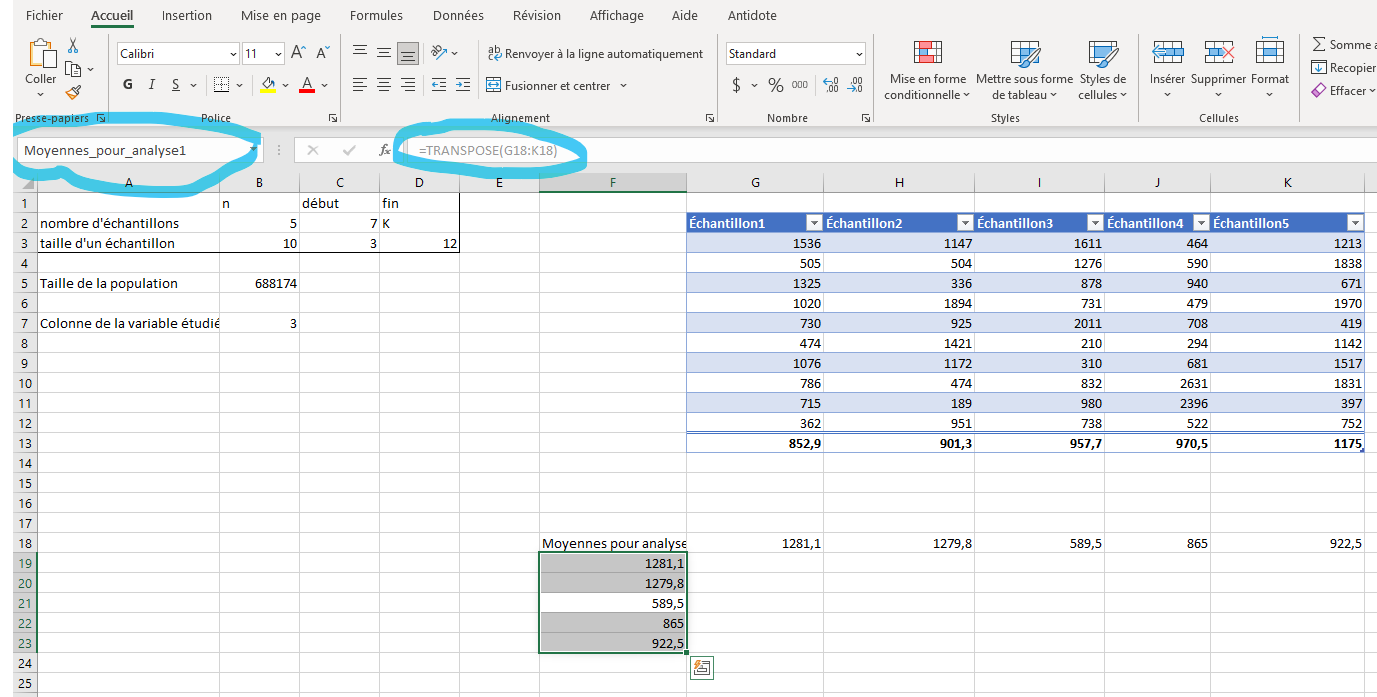 Fichier Accueil Insertion Mise en page Formules Données Révision Affichage Aide Antidote
Coller
Presse-papiers
Calibri 11 A A
G I S A
Police
ab Renvoyer à la ligne automatiquement
Fusionner et centrer
Alignement
Standard
$ % 000
Nombre
Mise en forme conditionnelle
Mettre sous forme de tableau
Styles de cellules
Styles
Insérer Supprimer Format
Cellules
Somme
Recopier
Effacer
Moyennes_pour_analyse1 fx =TRANSPOSE(G18:K18)
A B C D E F G H I J K
1 n début fin
2 nombre d'échantillons 5 7 K Échantillon1 Échantillon2 Échantillon3 Échantillon4 Échantillon5
3 taille d'un échantillon 10 3 12 1536 1147 1611 464 1213
4 505 504 1276 590 1838
5 Taille de la population 688174 1325 336 878 940 671
6 1020 1894 731 479 1970
7 Colonne de la variable étudié 3 730 925 2011 708 419
8 474 1421 210 294 1142
9 1076 1172 310 681 1517
10 786 474 832 2631 1831
11 715 189 980 2396 397
12 362 951 738 522 752
13 852,9 901,3 957,7 970,5 1175
14
15
16
17
18 Moyennes pour analyse 1281,1 1279,8 589,5 865 922,5
19 1281,1
20 1279,8
21 589,5
22 865
23 922,5
24
25